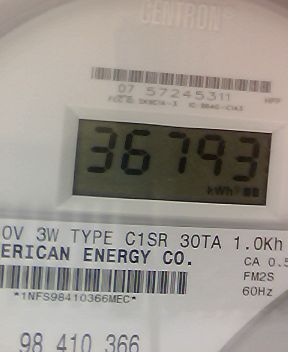 CENTRON®
07 57245311
36793
kWh
0V 3W TYPE C1SR 30TA 1.0Kh
ERICAN ENERGY CO.
CA 0.5
FM2S
*1NFS98410366MEC*
60Hz
98 410 366